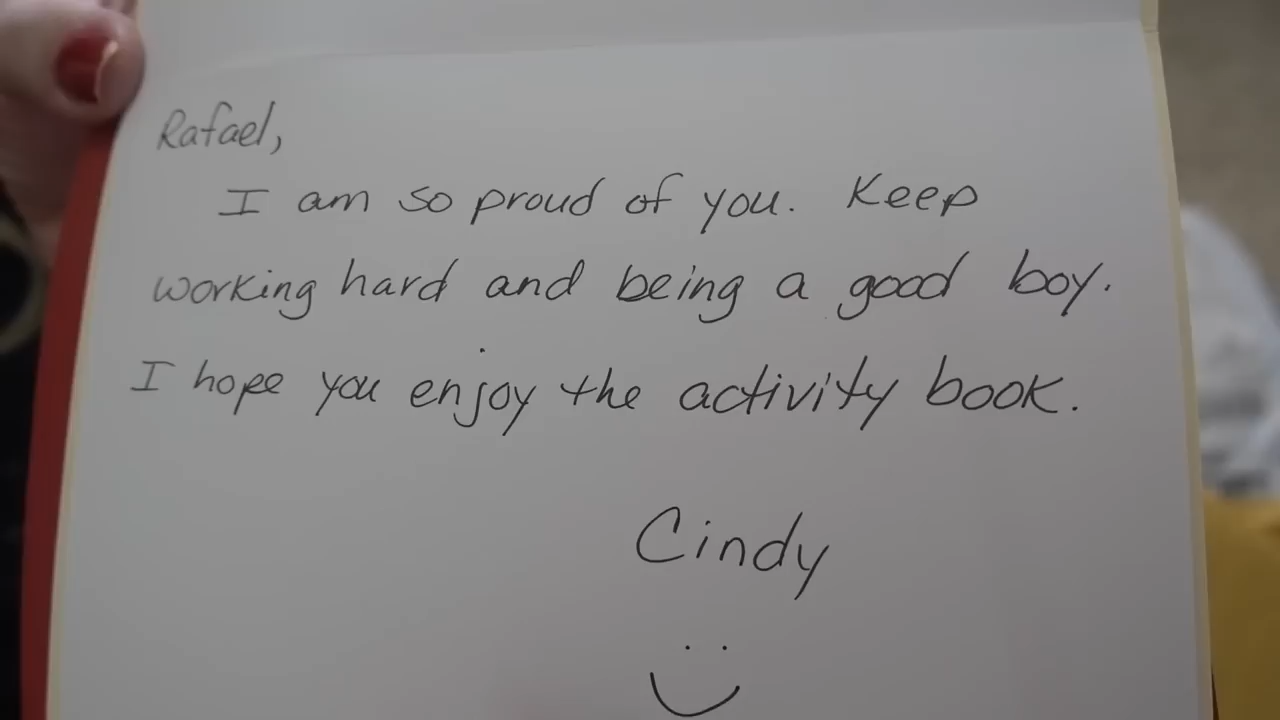 Rafael,
I am so proud of you. Keep
working hard and being a good boy.
I hope you enjoy the activity book.
Cindy